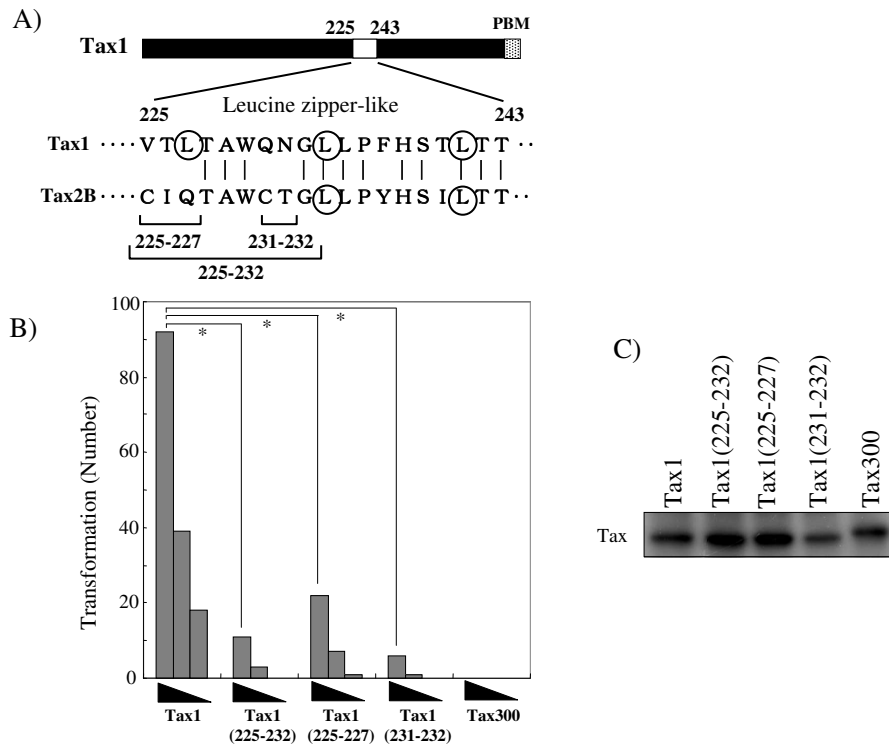 A)
225 243 PBM
Tax1
Leucine zipper-like
225 243
Tax1 ···· V T L T A W Q N G L L P F H S T L T T ··
Tax2B ···· C I Q T A W C T G L L P Y H S I L T T ··
225-227 231-232
225-232
B)
Transformation (Number)
100
80
60
40
20
0
* * *
Tax1
Tax1
(225-232)
Tax1
(225-227)
Tax1
(231-232)
Tax300
C)
Tax1
Tax1(225-232)
Tax1(225-227)
Tax1(231-232)
Tax300
Tax